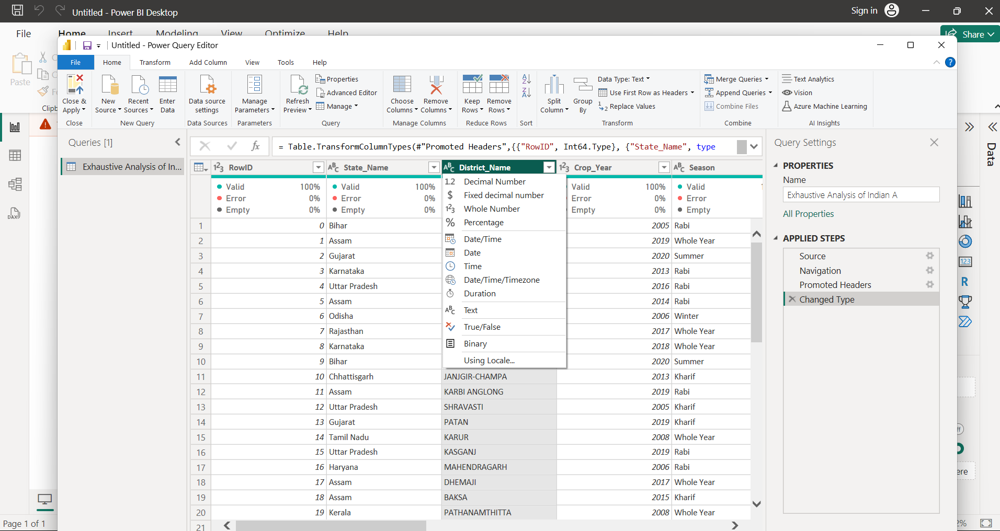 Untitled - Power BI Desktop
Sign in
File Home Insert Modeling View Optimize Help
Share
Untitled - Power Query Editor
File Home Transform Add Column View Tools Help
Paste
Close & Apply
New Source
Recent Sources
Enter Data
Data source settings
Manage Parameters
Refresh Preview
Properties
Advanced Editor
Manage
Choose Columns
Remove Columns
Keep Rows
Remove Rows
Split Column
Group By
Data Type: Text
Use First Row as Headers
Replace Values
Merge Queries
Append Queries
Combine Files
Text Analytics
Vision
Azure Machine Learning
Clipb
Close
New Query
Data Sources
Parameters
Query
Manage Columns
Reduce Rows
Sort
Transform
Combine
AI Insights
Queries [1]
Exhaustive Analysis of In...
fx
= Table.TransformColumnTypes(#"Promoted Headers",{{"RowID", Int64.Type}, {"State_Name", type
RowID State_Name District_Name Crop_Year Season
Valid 100% Valid 100% Valid 100% Valid
Error 0% Error 0% Error 0% Error
Empty 0% Empty 0% Empty 0% Empty
1.2 Decimal Number
$ Fixed decimal number
123 Whole Number
% Percentage
Date/Time
Date
Time
Date/Time/Timezone
Duration
ABC Text
True/False
Binary
Using Locale...
1 0 Bihar 2005 Rabi
2 1 Assam 2019 Whole Year
3 2 Gujarat 2020 Summer
4 3 Karnataka 2013 Rabi
5 4 Uttar Pradesh 2016 Rabi
6 5 Assam 2014 Rabi
7 6 Odisha 2006 Winter
8 7 Rajasthan 2017 Whole Year
9 8 Karnataka 2018 Whole Year
10 9 Bihar 2020 Summer
11 10 Chhattisgarh JANJGIR-CHAMPA 2013 Kharif
12 11 Assam KARBI ANGLONG 2019 Rabi
13 12 Uttar Pradesh SHRAVASTI 2005 Kharif
14 13 Gujarat PATAN 2019 Kharif
15 14 Tamil Nadu KARUR 2008 Whole Year
16 15 Uttar Pradesh KASGANJ 2019 Rabi
17 16 Haryana MAHENDRAGARH 2006 Rabi
18 17 Assam DHEMAJI 2017 Whole Year
19 18 Assam BAKSA 2015 Kharif
20 19 Kerala PATHANAMTHITTA 2008 Whole Year
21
Query Settings
PROPERTIES
Name
Exhaustive Analysis of Indian A
All Properties
APPLIED STEPS
Source
Navigation
Promoted Headers
Changed Type
Data
DAX
123
R
ere
Page 1 of 1